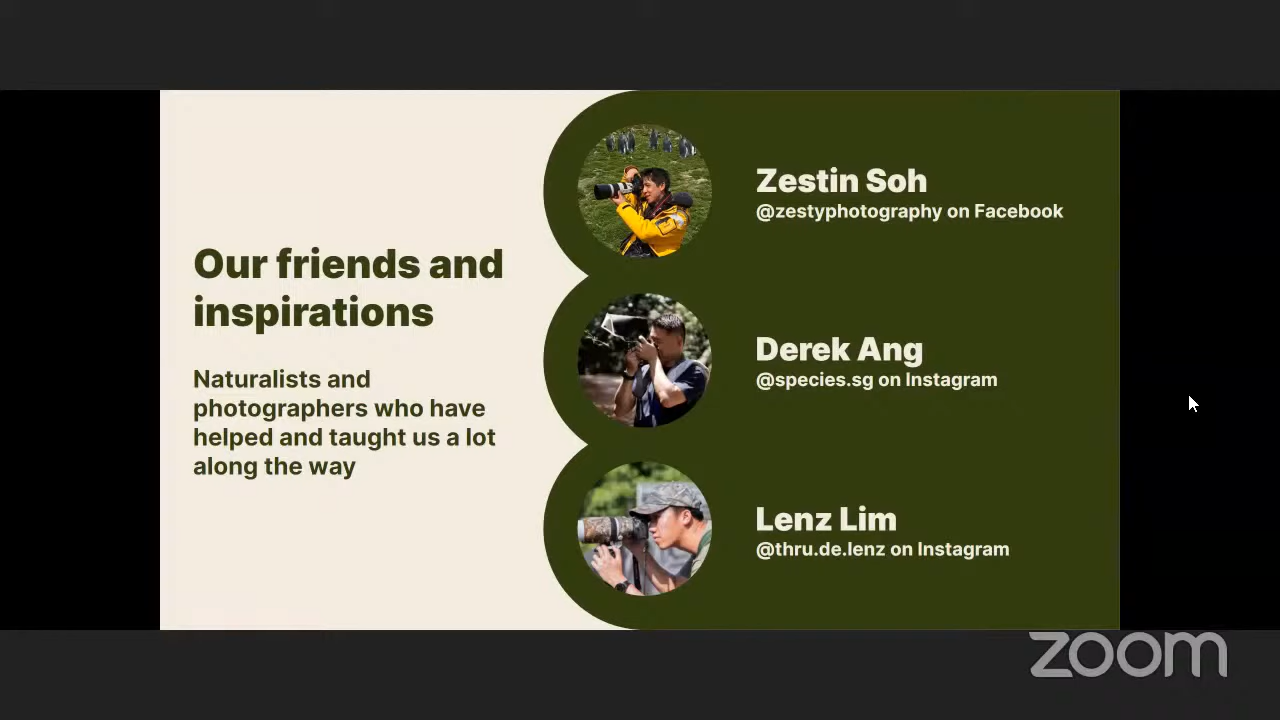 Our friends and
inspirations
Naturalists and
photographers who have
helped and taught us a lot
along the way
Zestin Soh
@zestyphotography on Facebook
Derek Ang
@species.sg on Instagram
Lenz Lim
@thru.de.lenz on Instagram
zoom